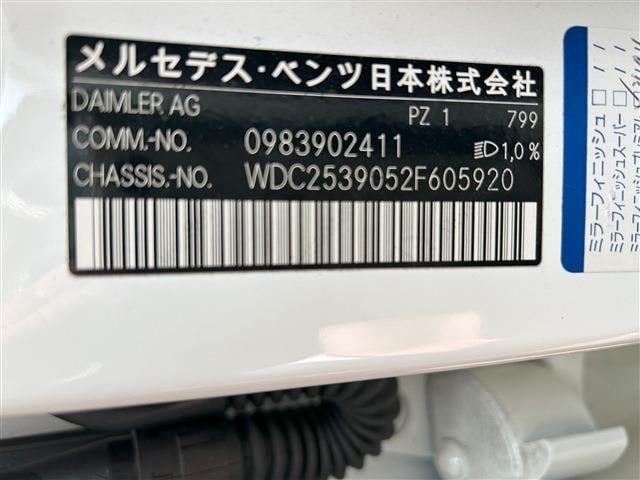 メルセデス・ベンツ日本株式会社
DAIMLER AG PZ 1 799
COMM.-NO. 0983902411 1,0%
CHASSIS.-NO. WDC2539052F605920
ミラーフィニッシュ
ミラーフィニッシュスーパー